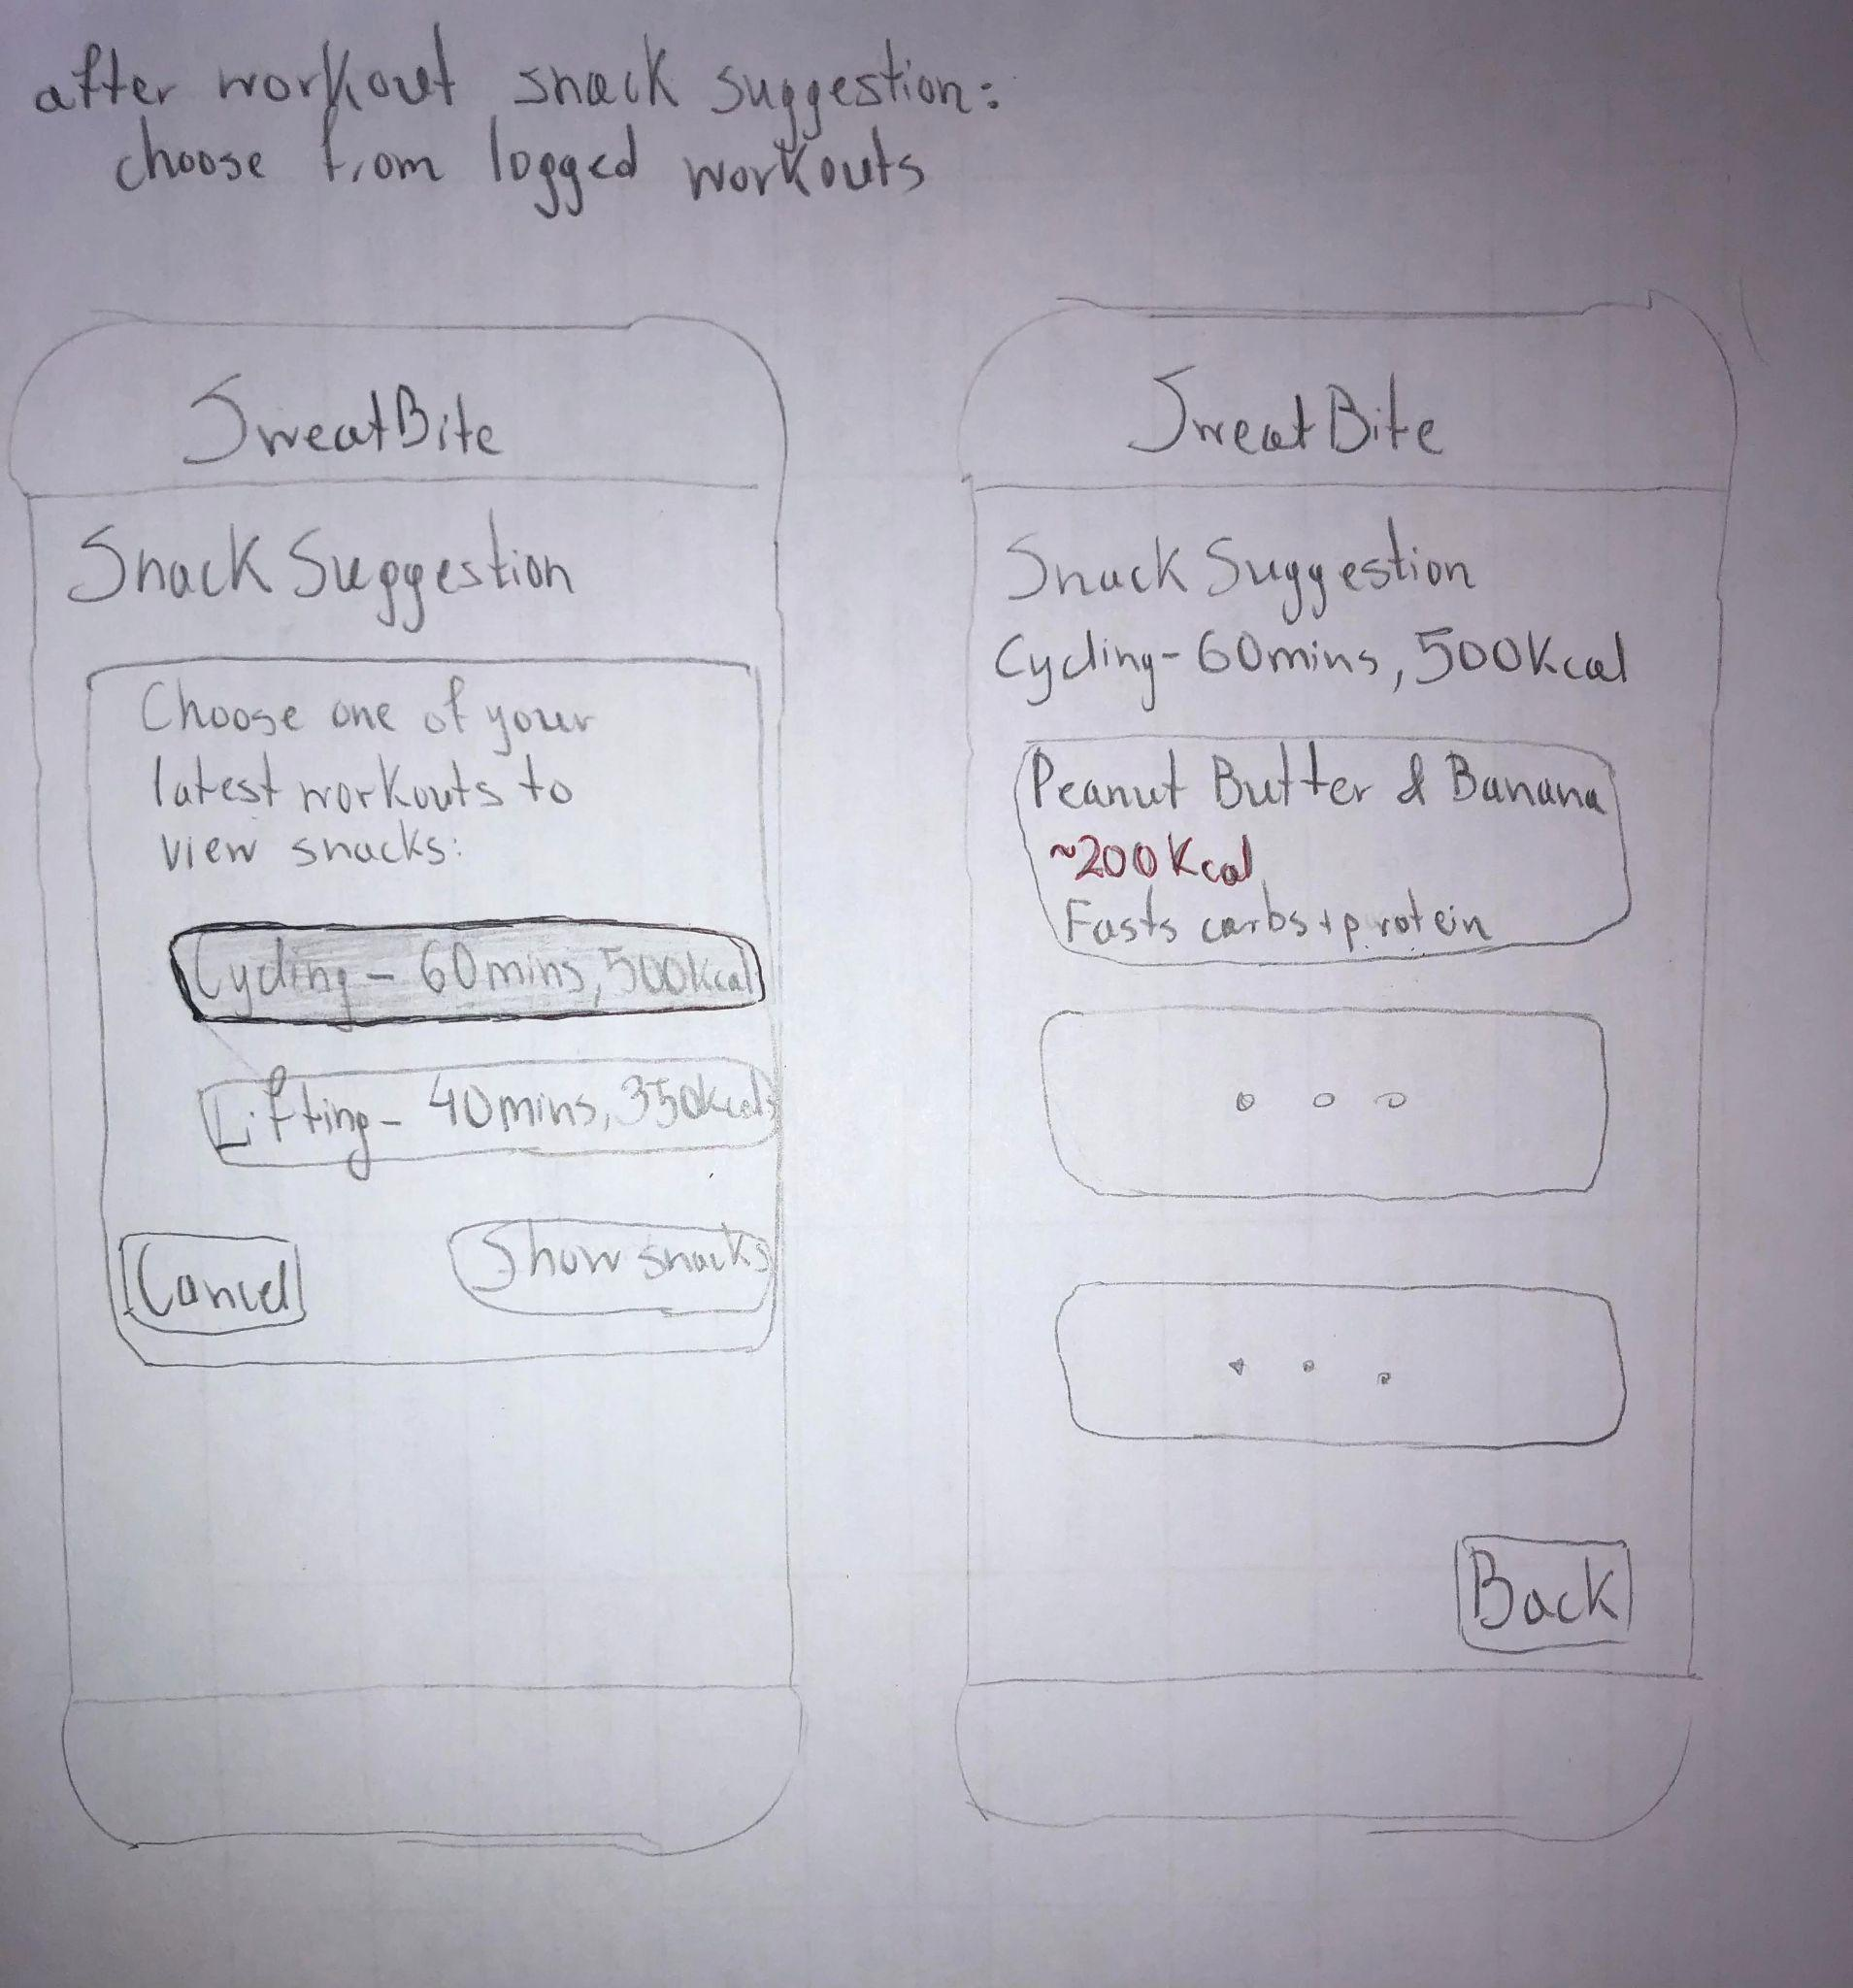 after workout snack suggestion:
choose from logged workouts
SweatBite
Snack Suggestion
Choose one of your
latest workouts to
view snacks:
Cycling - 60mins, 500Kcal
Lifting - 40mins, 350kcals
Cancel
Show snacks
SweatBite
Snack Suggestion
Cycling - 60mins, 500Kcal
Peanut Butter & Banana
~200Kcal
Fasts carbs + protein
Back